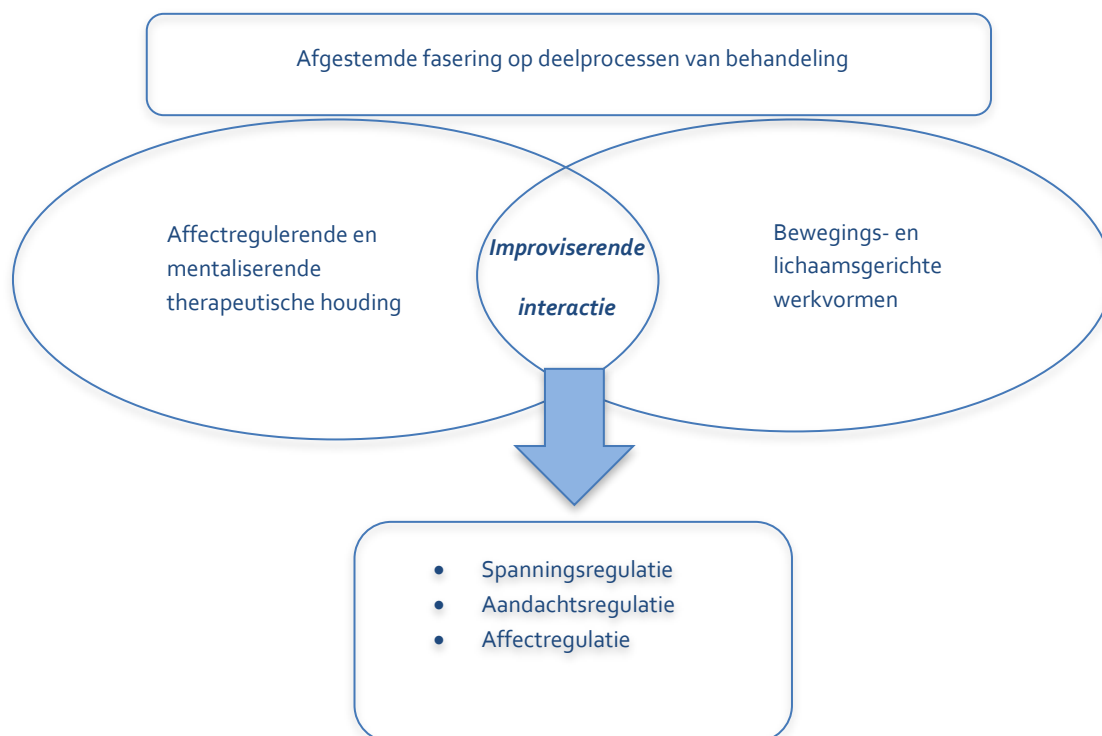 Afgestemde fasering op deelprocessen van behandeling
Affectregulerende en
mentaliserende
therapeutische houding
Improviserende
interactie
Bewegings- en
lichaamsgerichte
werkvormen
• Spanningsregulatie
• Aandachtsregulatie
• Affectregulatie